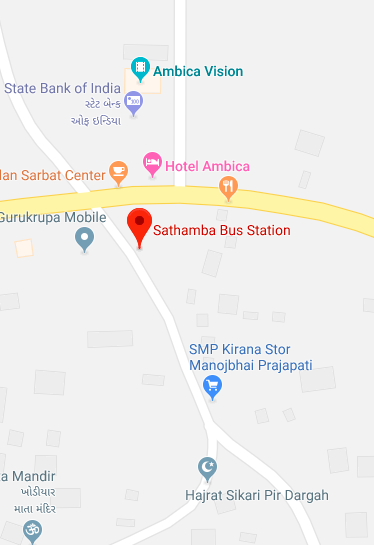 Ambica Vision
State Bank of India
સ્ટેટ બેન્ક
ઓફ ઇન્ડિયા
Hotel Ambica
Sarbat Center
Gurukrupa Mobile
Sathamba Bus Station
SMP Kirana Stor
Manojbhai Prajapati
Hajrat Sikari Pir Dargah
Mandir
ખોડીયાર
માતા મંદિર